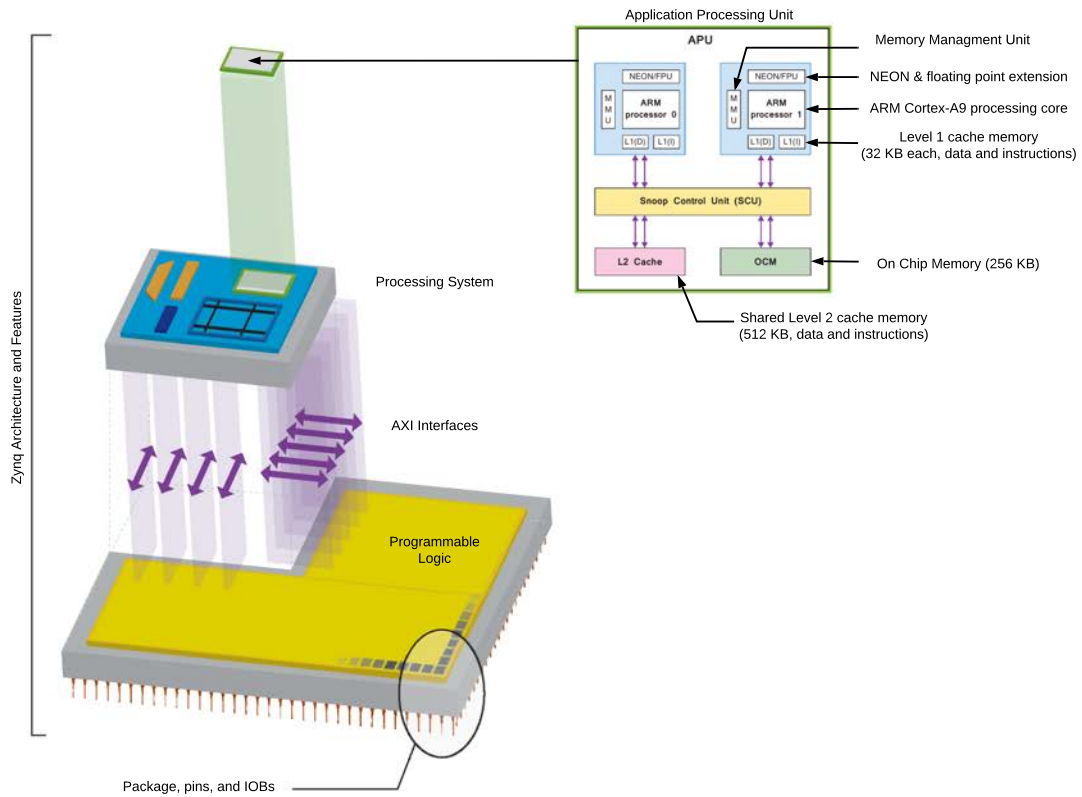 Application Processing Unit
APU
Memory Managment Unit
NEON/FPU
NEON/FPU
NEON & floating point extension
M
M
U
ARM
processor 0
M
M
U
ARM
processor 1
ARM Cortex-A9 processing core
L1(D)
L1(I)
L1(D)
L1(I)
Level 1 cache memory
(32 KB each, data and instructions)
Snoop Control Unit (SCU)
L2 Cache
OCM
On Chip Memory (256 KB)
Shared Level 2 cache memory
(512 KB, data and instructions)
Processing System
Zynq Architecture and Features
AXI Interfaces
Programmable
Logic
Package, pins, and IOBs